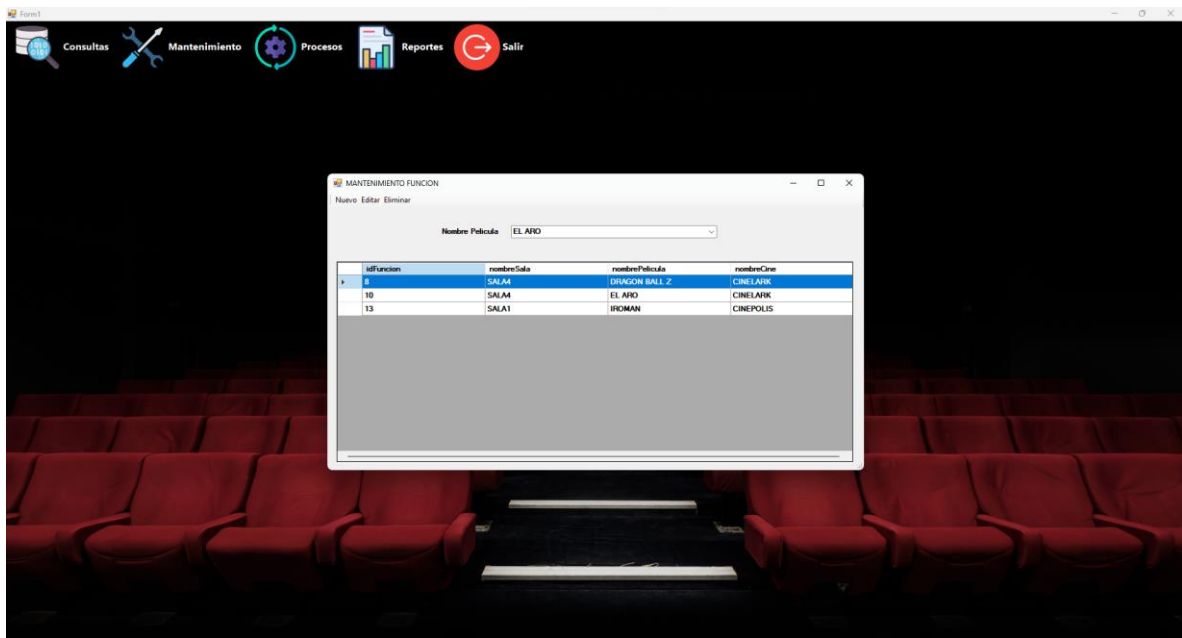 Form1
Consultas Mantenimiento Procesos Reportes Salir
MANTENIMIENTO FUNCION
Nuevo Editar Eliminar
Nombre Pelicula EL ARO
idFuncion nombreSala nombrePelicula nombreCine
8 SALA4 DRAGON BALL Z CINELARK
10 SALA4 EL ARO CINELARK
13 SALA1 IROMAN CINEPOLIS